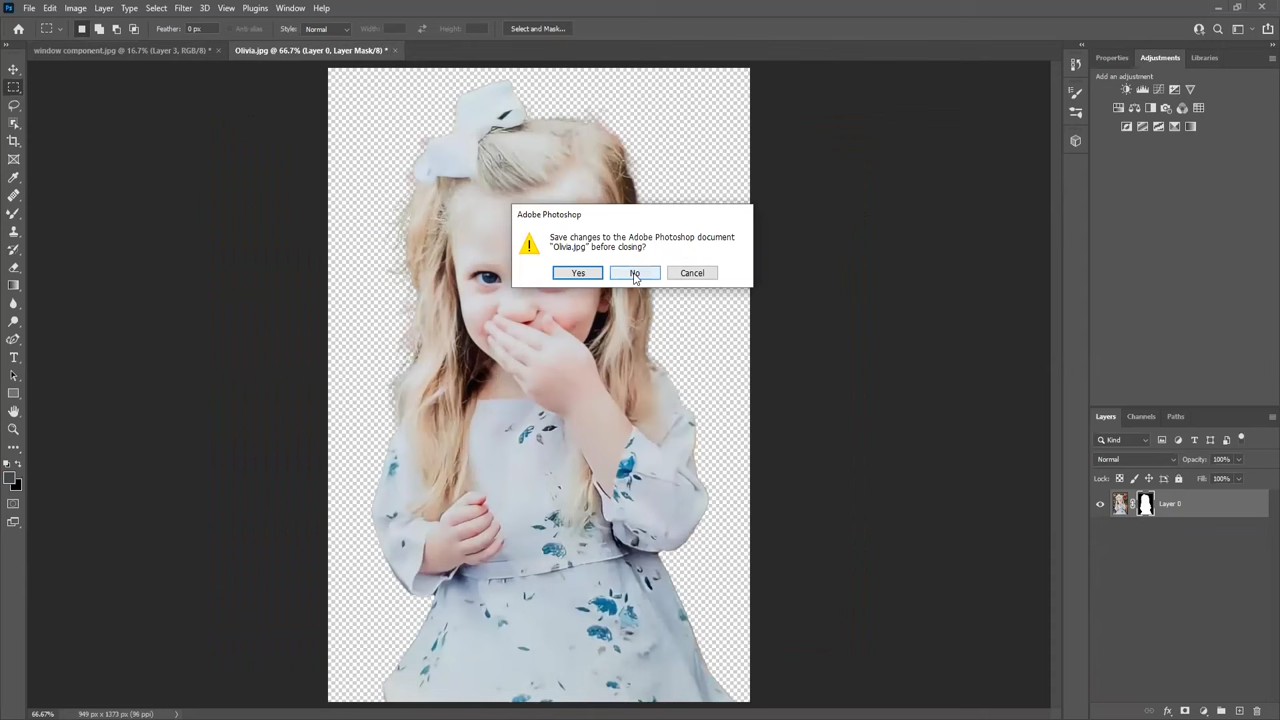 Ps File Edit Image Layer Type Select Filter 3D View Plugins Window Help
Feather: 0 px Anti-alias Style: Normal Width: Height: Select and Mask...
window component.jpg @ 16.7% (Layer 3, RGB/8) * × Olivia.jpg @ 66.7% (Layer 0, Layer Mask/8) * ×
Properties Adjustments Libraries
Add an adjustment
Adobe Photoshop
Save changes to the Adobe Photoshop document
"Olivia.jpg" before closing?
Yes No Cancel
Layers Channels Paths
Kind
Normal Opacity: 100%
Lock: Fill: 100%
Layer 0
66.67% 949 px x 1373 px (96 ppi)